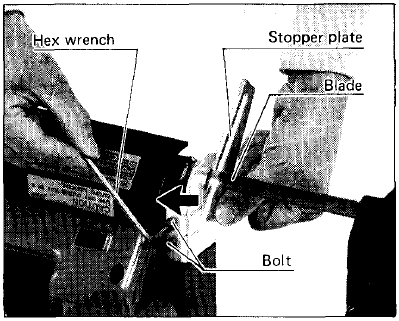 Hex wrench
Stopper plate
Blade
Bolt